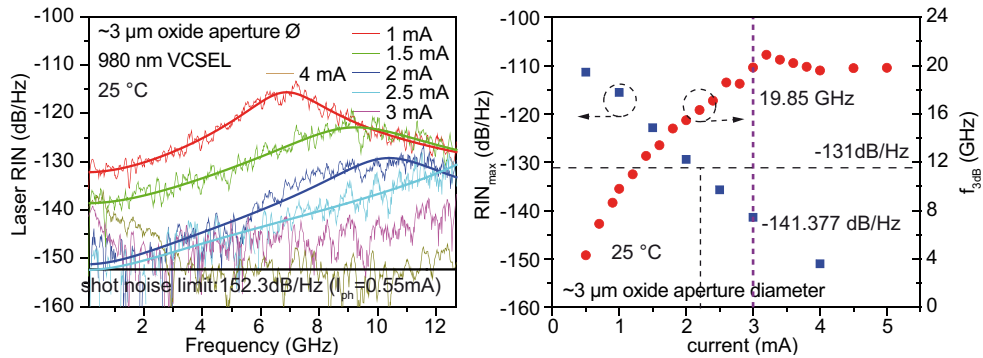 -100
-110
-120
-130
-140
-150
-160
Laser RIN (dB/Hz)
~3 µm oxide aperture Ø
980 nm VCSEL
25 °C
4 mA
1 mA
1.5 mA
2 mA
2.5 mA
3 mA
shot noise limit:152.3dB/Hz (I_ph=0.55mA)
2 4 6 8 10 12
Frequency (GHz)
-100
-110
-120
-130
-140
-150
-160
RIN_max (dB/Hz)
19.85 GHz
-131dB/Hz
-141.377 dB/Hz
25 °C
~3 µm oxide aperture diameter
0 1 2 3 4 5
current (mA)
24
20
16
12
8
4
0
f_3dB (GHz)